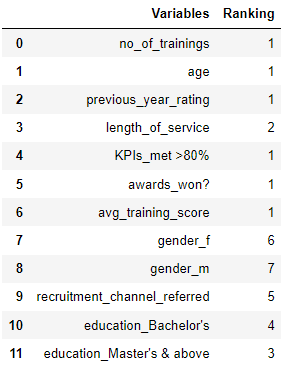 Variables Ranking
0 no_of_trainings 1
1 age 1
2 previous_year_rating 1
3 length_of_service 2
4 KPIs_met >80% 1
5 awards_won? 1
6 avg_training_score 1
7 gender_f 6
8 gender_m 7
9 recruitment_channel_referred 5
10 education_Bachelor's 4
11 education_Master's & above 3